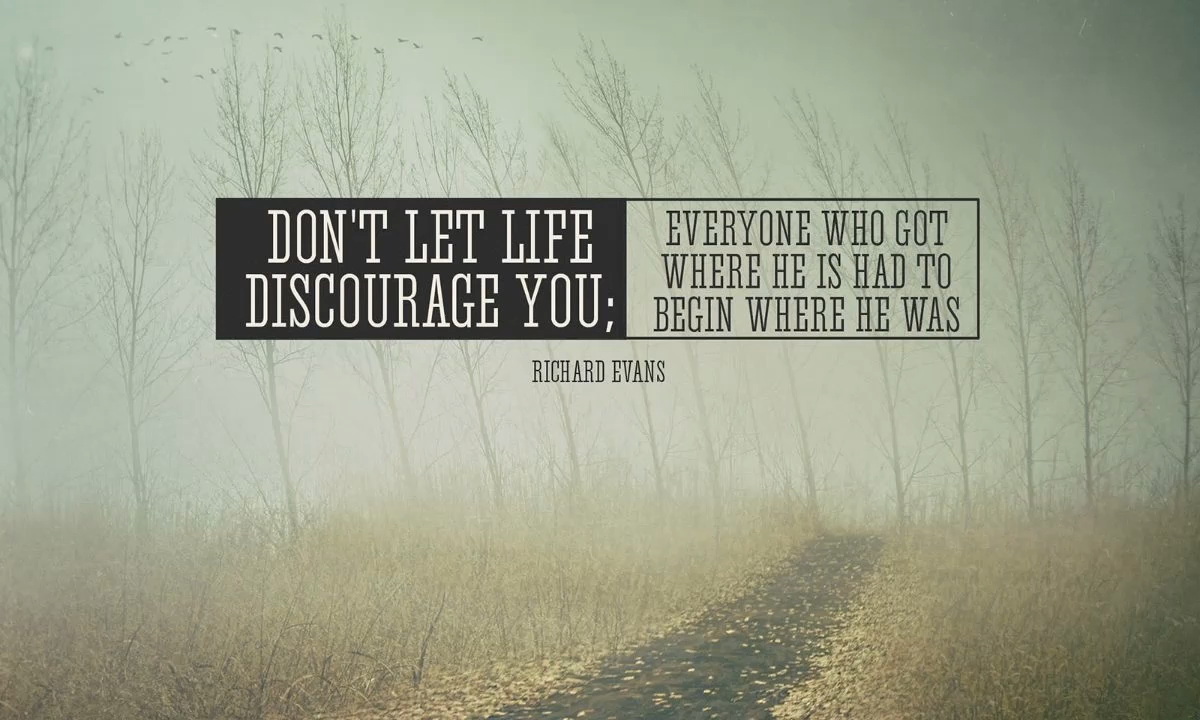 DON'T LET LIFE
DISCOURAGE YOU;
EVERYONE WHO GOT
WHERE HE IS HAD TO
BEGIN WHERE HE WAS
RICHARD EVANS